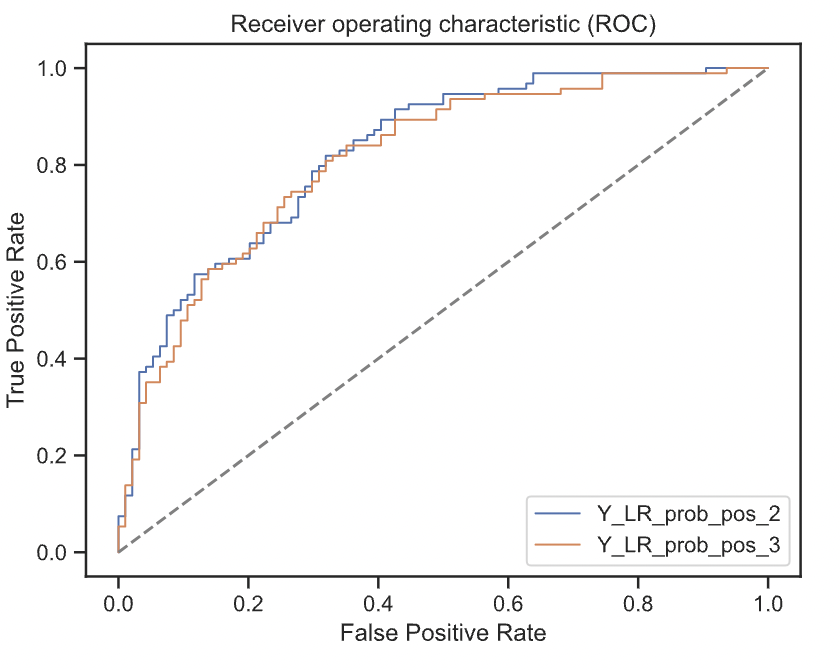 Receiver operating characteristic (ROC)
True Positive Rate
1.0
0.8
0.6
0.4
0.2
0.0
Y_LR_prob_pos_2
Y_LR_prob_pos_3
0.0 0.2 0.4 0.6 0.8 1.0
False Positive Rate